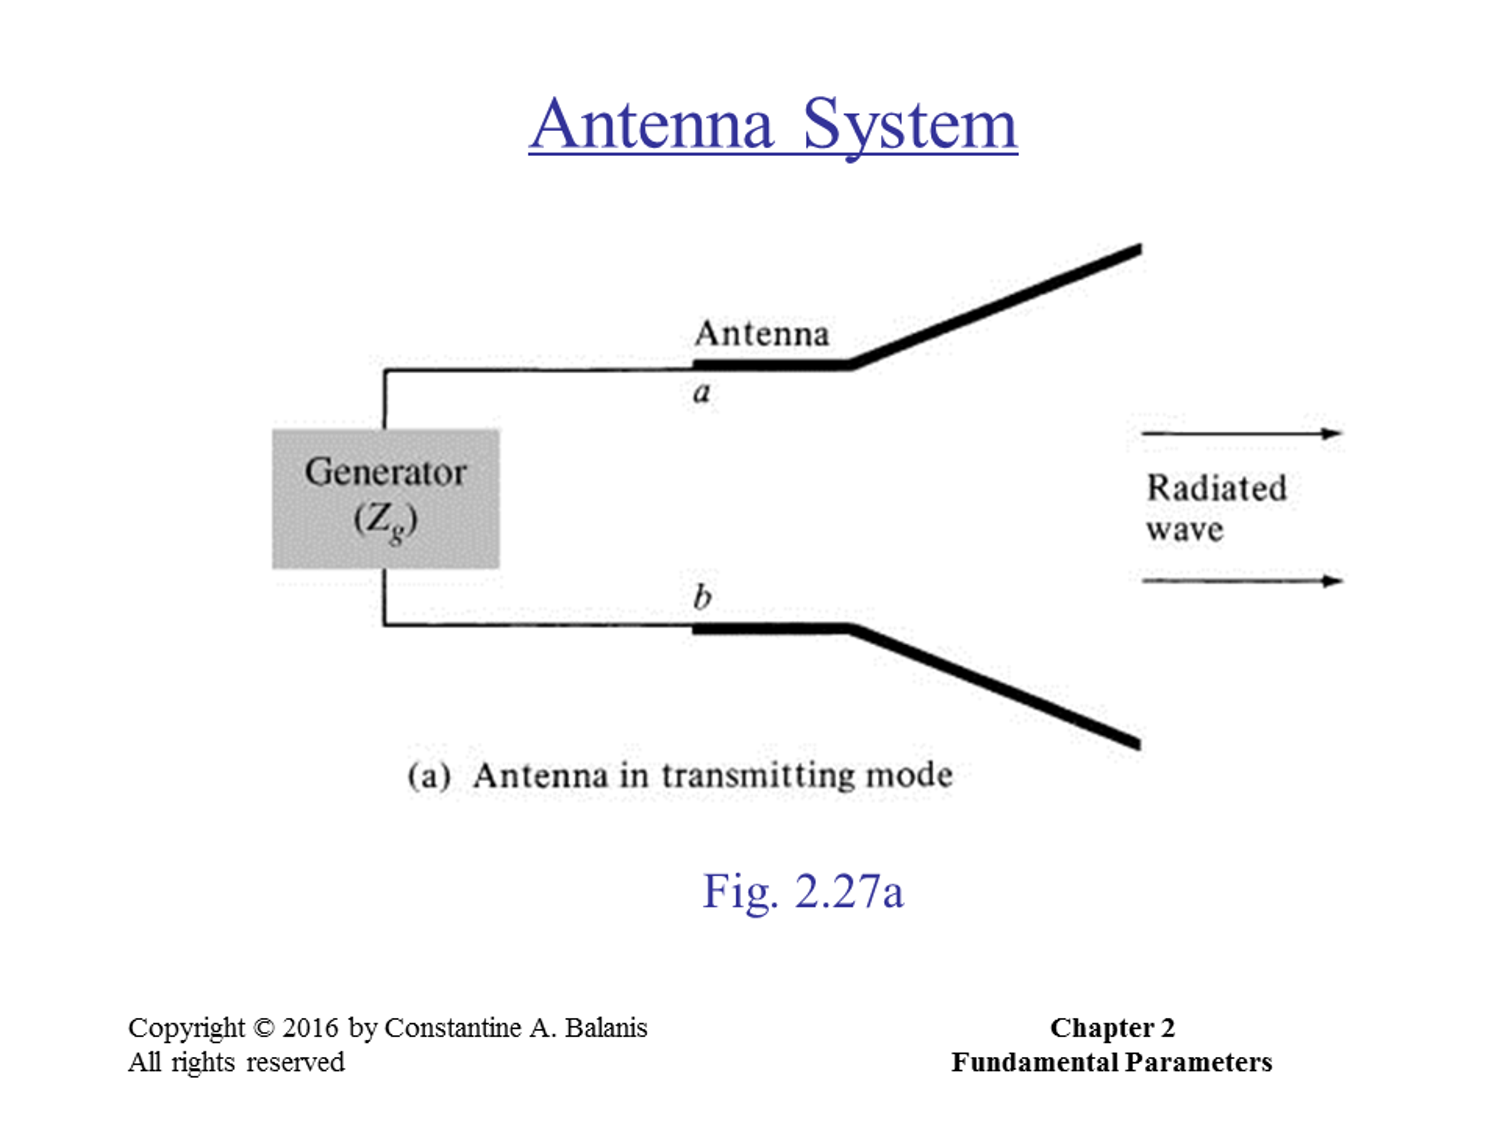 Antenna System
Antenna
a
Generator
(Zg)
Radiated
wave
b
(a) Antenna in transmitting mode
Fig. 2.27a
Copyright © 2016 by Constantine A. Balanis
All rights reserved
Chapter 2
Fundamental Parameters